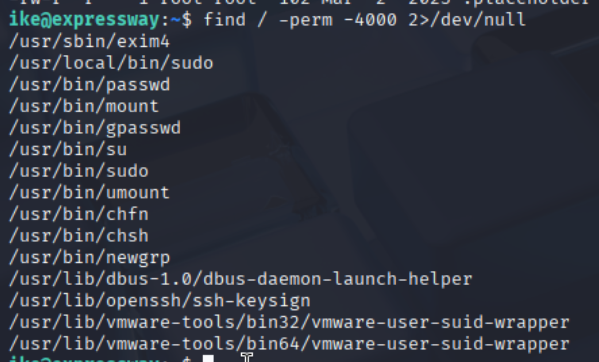 ike@expressway:~$ find / -perm -4000 2>/dev/null
/usr/sbin/exim4
/usr/local/bin/sudo
/usr/bin/passwd
/usr/bin/mount
/usr/bin/gpasswd
/usr/bin/su
/usr/bin/sudo
/usr/bin/umount
/usr/bin/chfn
/usr/bin/chsh
/usr/bin/newgrp
/usr/lib/dbus-1.0/dbus-daemon-launch-helper
/usr/lib/openssh/ssh-keysign
/usr/lib/vmware-tools/bin32/vmware-user-suid-wrapper
/usr/lib/vmware-tools/bin64/vmware-user-suid-wrapper
ike@expressway:~$